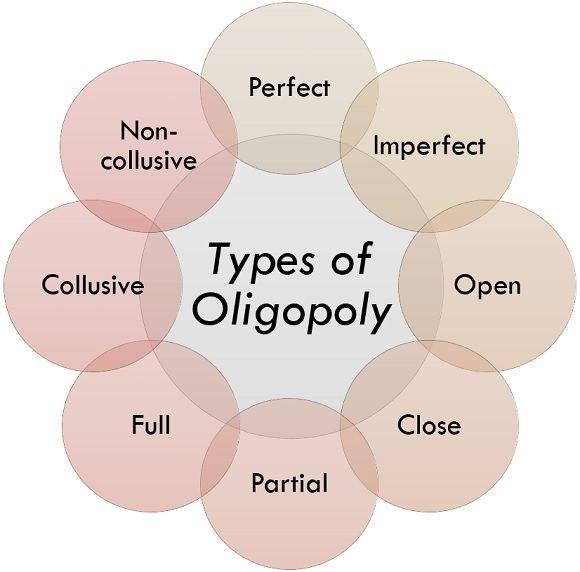 Perfect
Imperfect
Open
Close
Partial
Full
Collusive
Non-
collusive
Types of
Oligopoly